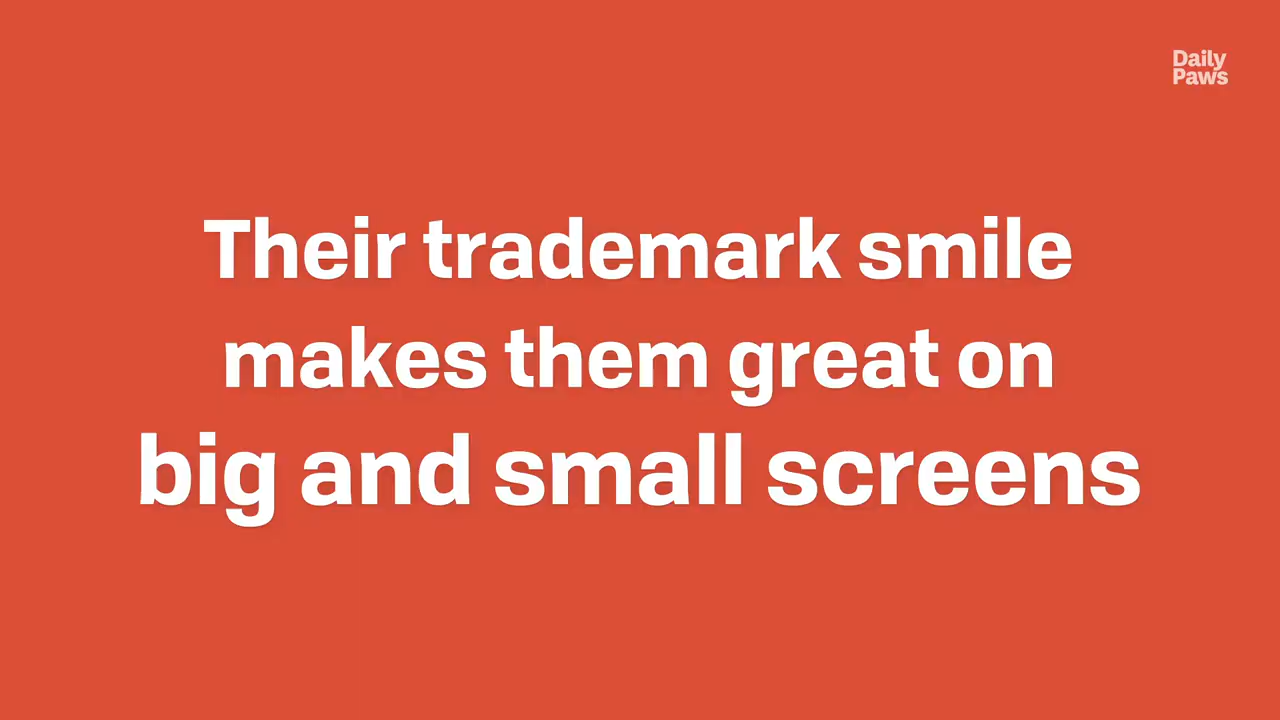 Daily
Paws
Their trademark smile
makes them great on
big and small screens